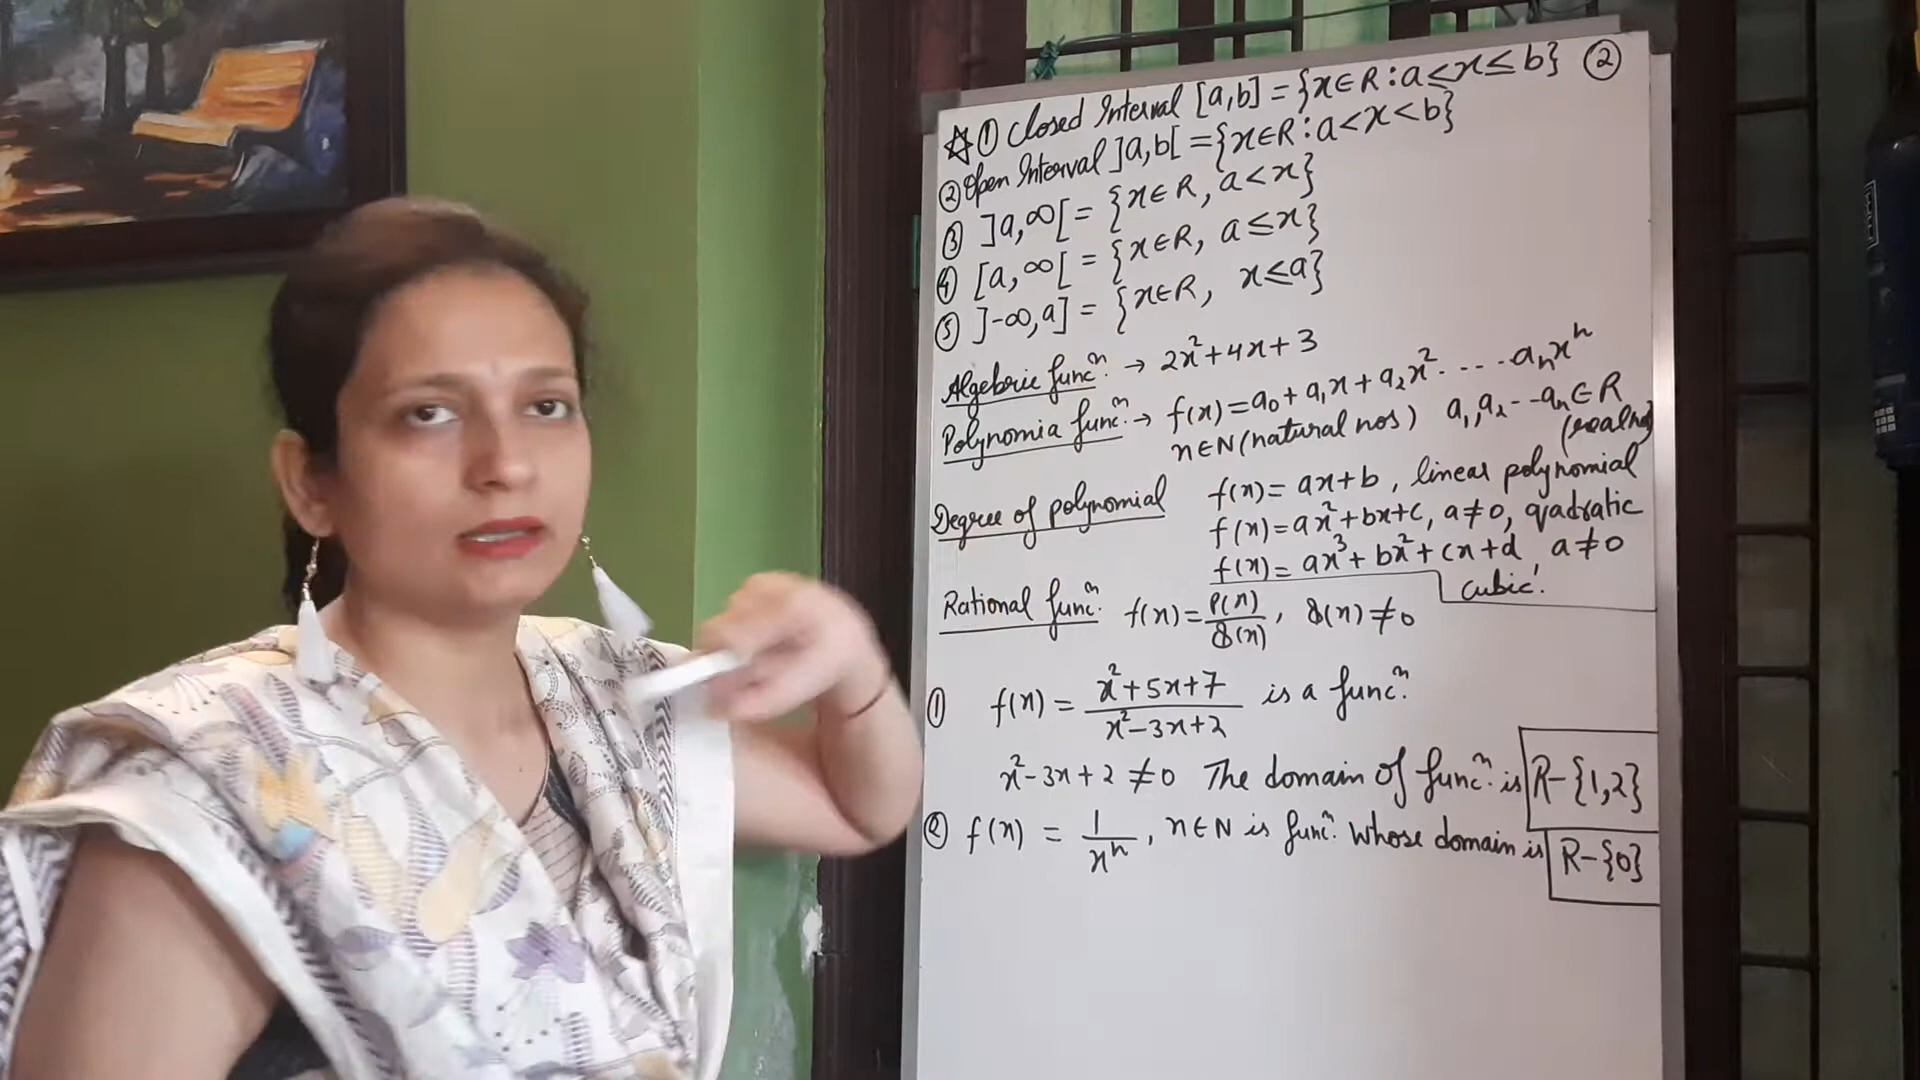 ☆① Closed Interval [a,b] = {x∈R : a<x≤b} ②
② Open Interval ]a,b[ = {x∈R : a<x<b}
③ ]a,∞[ = {x∈R, a<x}
④ [a,∞[ = {x∈R, a≤x}
⑤ ]-∞,a] = {x∈R, x≤a}
Algebric funcⁿ. → 2x²+4x+3
Polynomia funcⁿ. → f(x)=a₀+a₁x+a₂x².....aₙxⁿ
n∈N (natural nos) a₁,a₂--aₙ∈R
(real no)
Degree of polynomial f(x)= ax+b, linear polynomial
f(x)=ax²+bx+c, a≠0, quadratic
f(x)= ax³+bx²+cx+d, a≠0
cubic.
Rational funcⁿ. f(x)=P(x)/Q(x), Q(x)≠0
① f(x) = x²+5x+7/x²-3x+2 is a funcⁿ.
x²-3x+2 ≠0 The domain of funcⁿ. is R-{1,2}
② f(x) = 1/xⁿ, n∈N is funcⁿ. whose domain is R-{0}